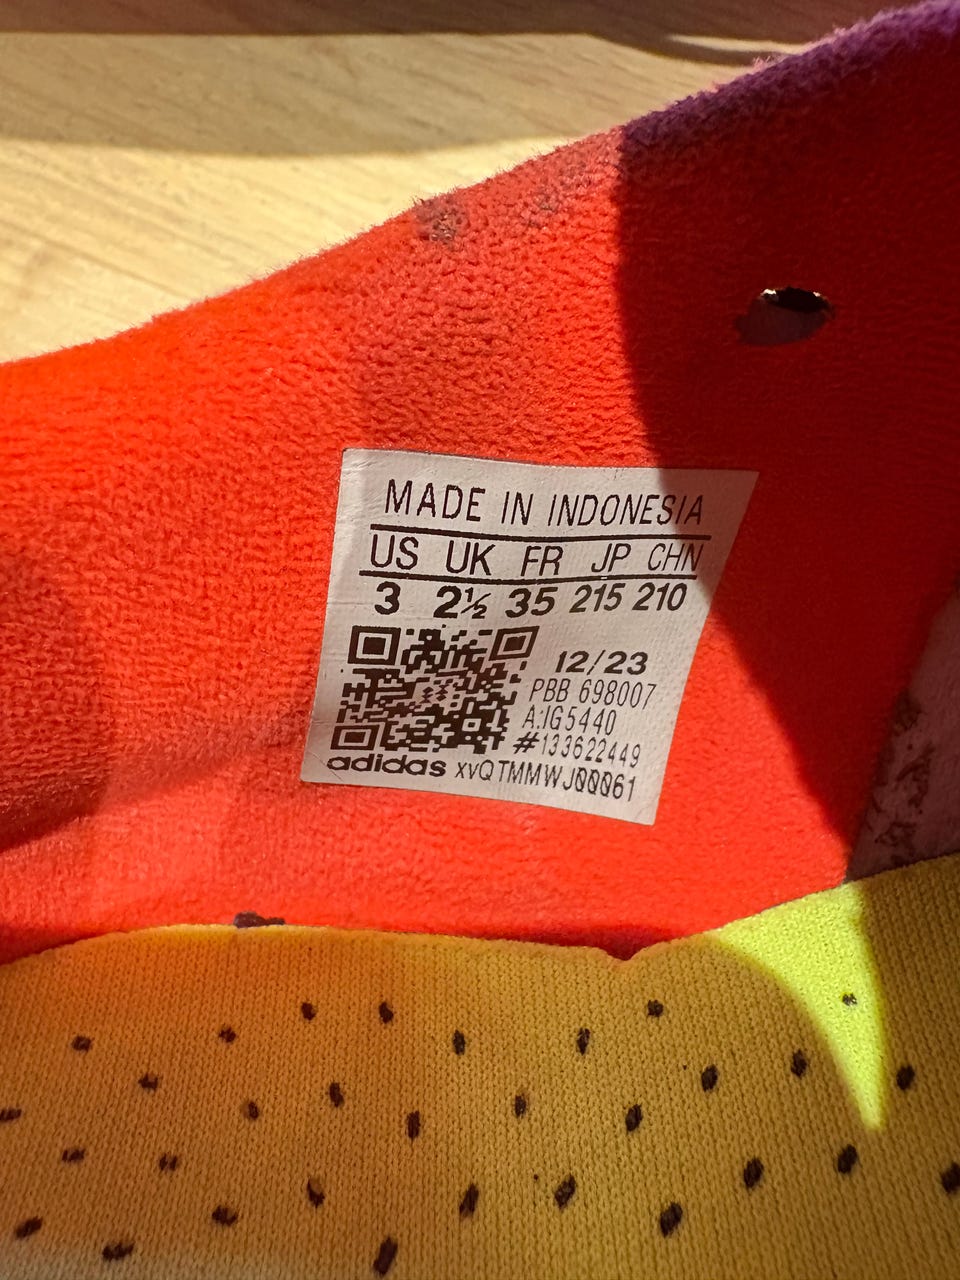 MADE IN INDONESIA
US UK FR JP CHN
3 2½ 35 215 210
12/23
PBB 698007
A:IG5440
#133622449
adidas xvQTMMWJ00061